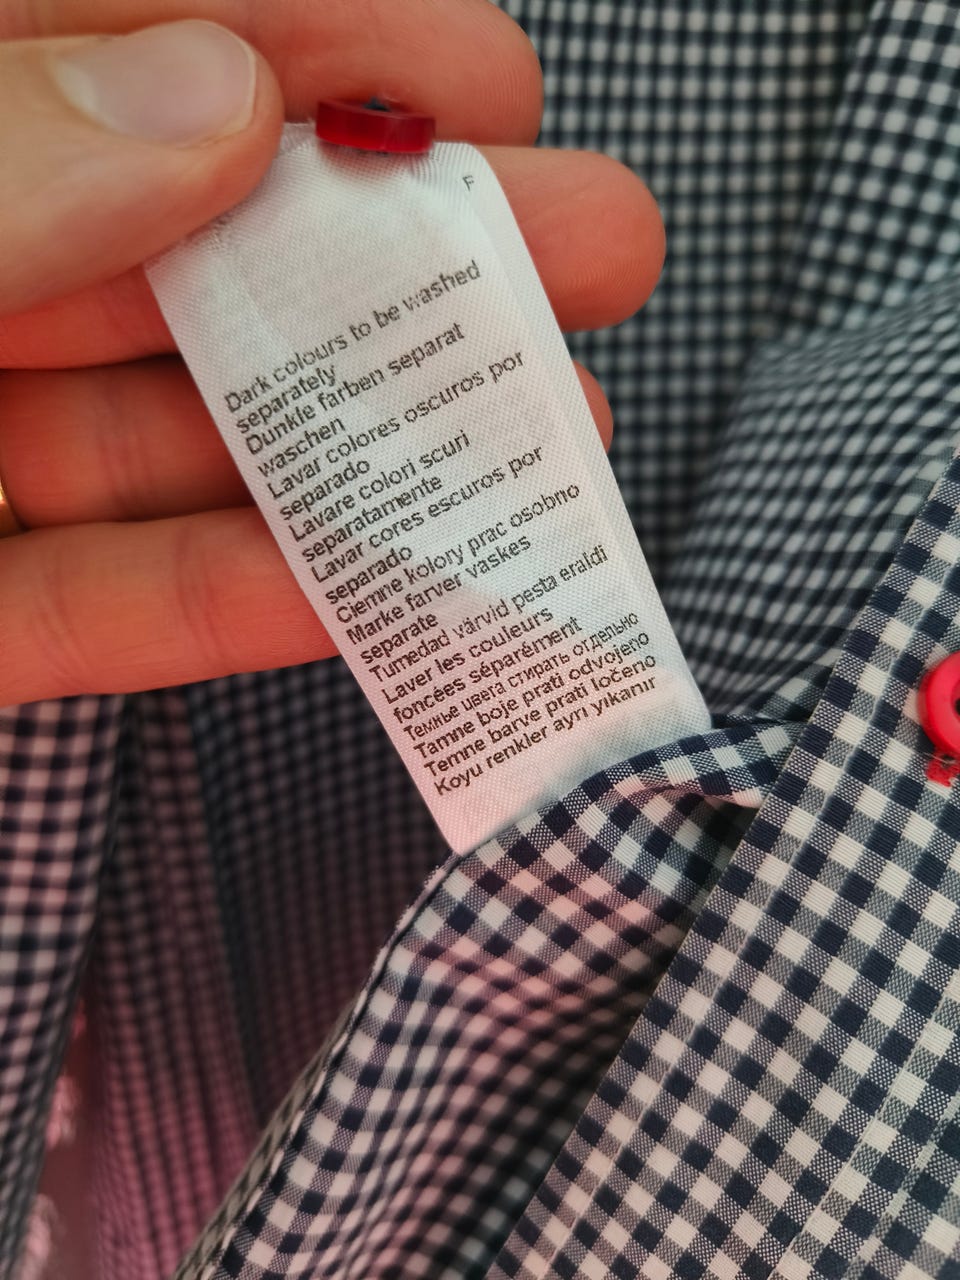 F
Dark colours to be washed
separately
Dunkle farben separat
waschen
Lavar colores oscuros por
separado
Lavare colori scuri
separatamente
Lavar cores escuros por
separado
Ciemne kolory prac osobno
Marke farver vaskes
separate
Tumedad värvid pesta eraldi
Laver les couleurs
foncées séparément
Темные цвета стирать отдельно
Tamne boje prati odvojeno
Temne barve prati ločeno
Koyu renkler ayrı yıkanır